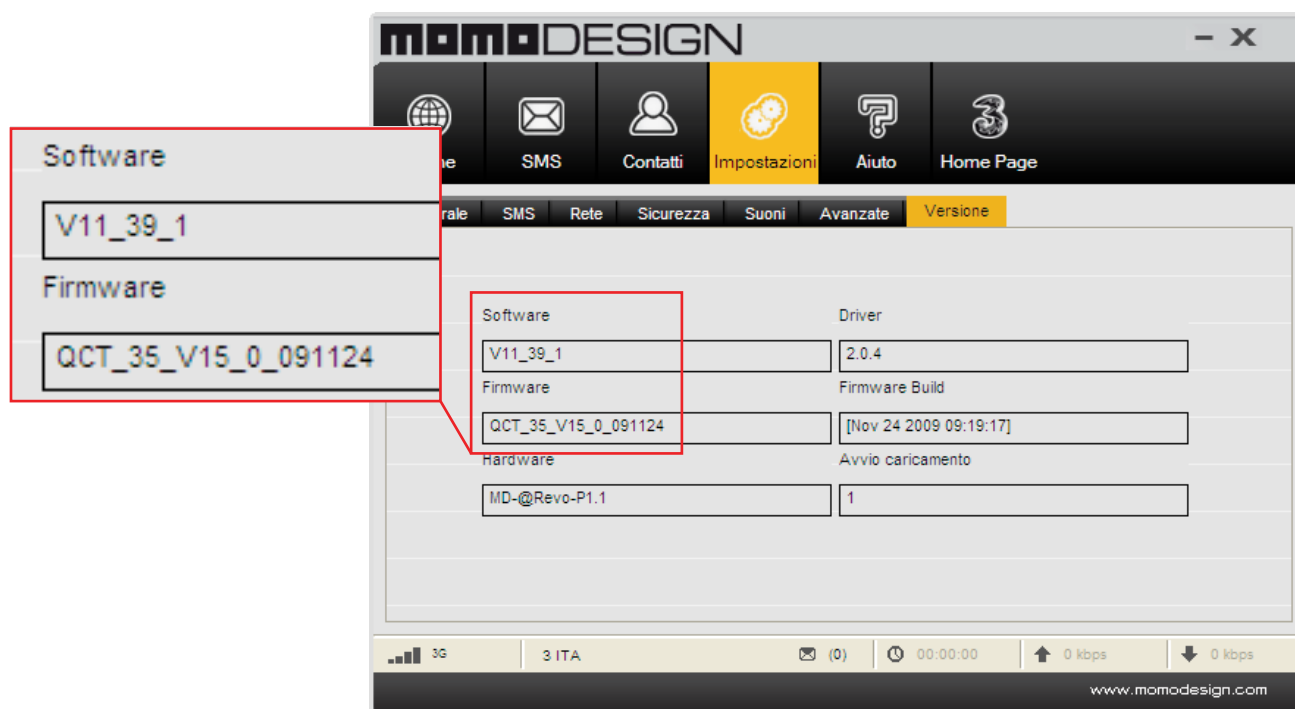 MOMODESIGN
SMS Contatti Impostazioni Aiuto Home Page
SMS Rete Sicurezza Suoni Avanzate Versione
Software
V11_39_1
Firmware
QCT_35_V15_0_091124
Software Driver
V11_39_1 2.0.4
Firmware Firmware Build
QCT_35_V15_0_091124 [Nov 24 2009 09:19:17]
Hardware Avvio caricamento
MD-@Revo-P1.1 1
3G 3 ITA (0) 00:00:00 0 kbps 0 kbps
www.momodesign.com